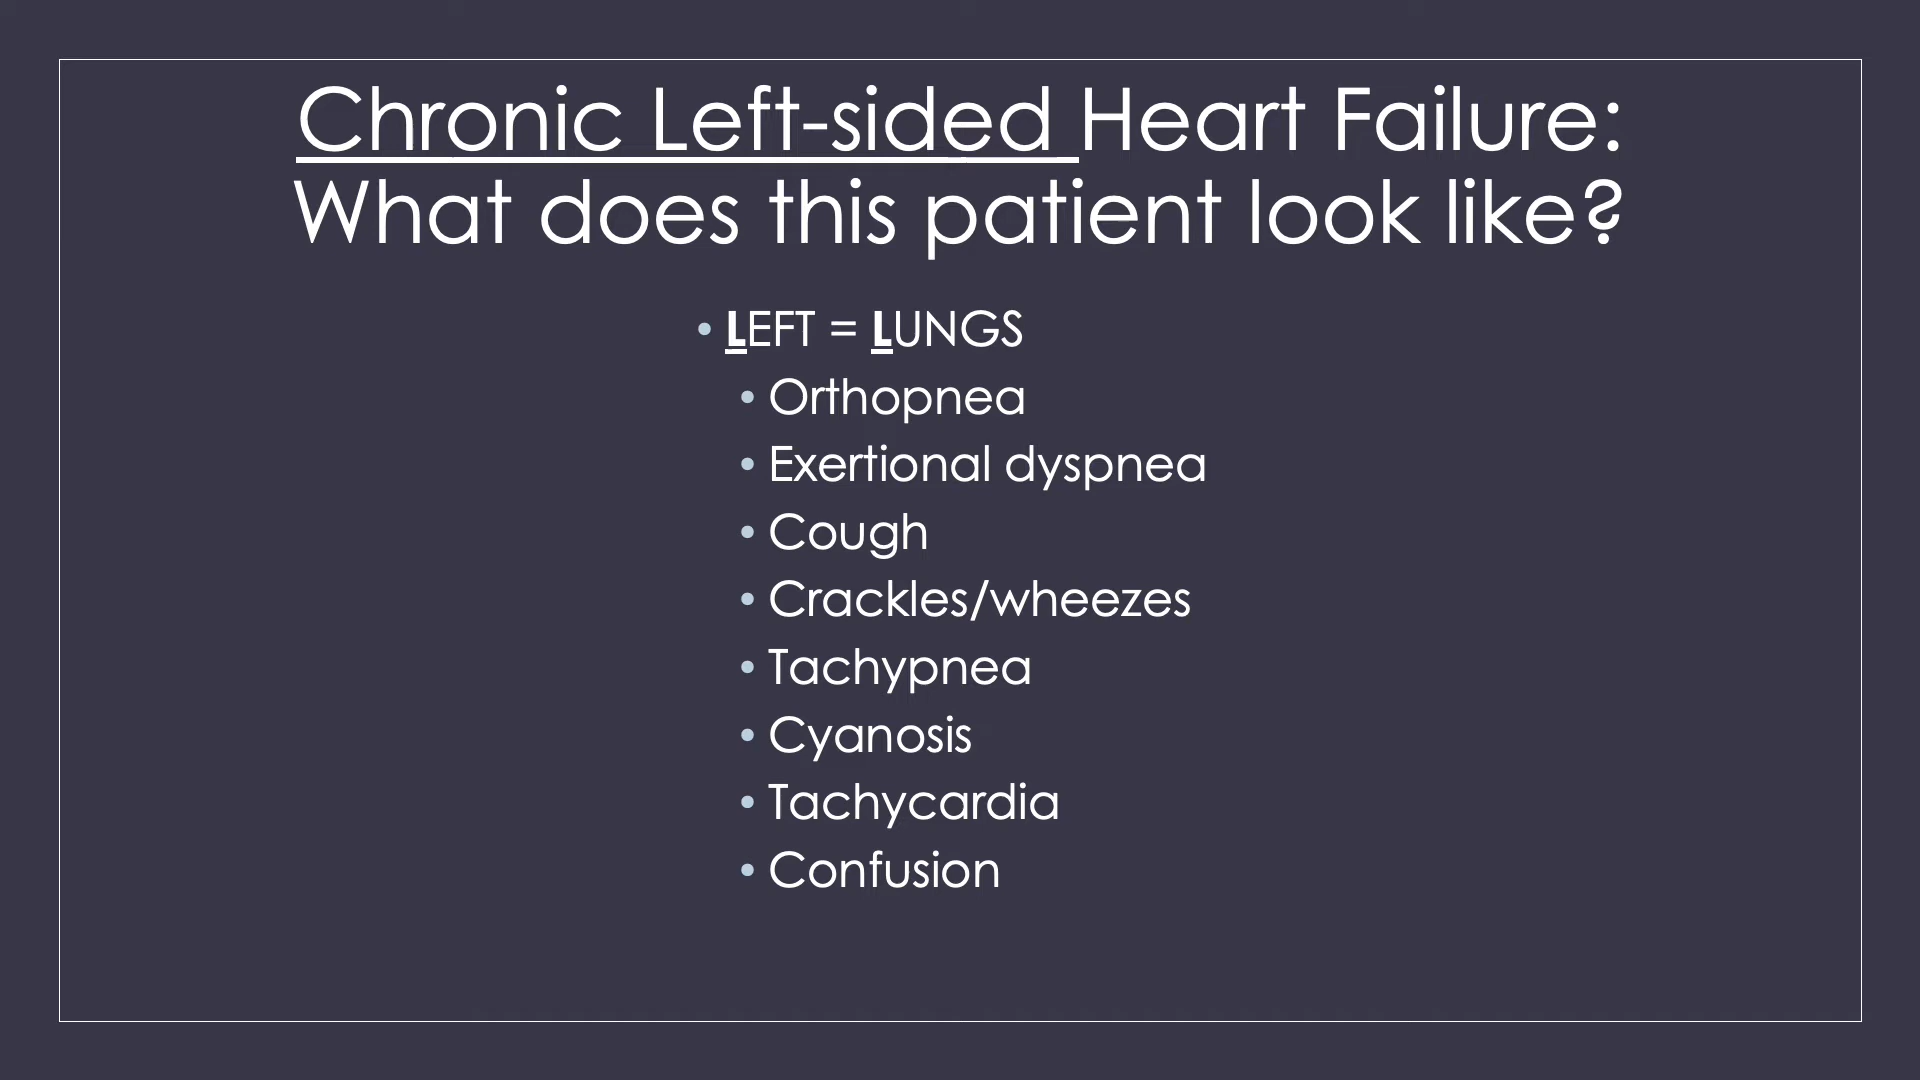 Chronic Left-sided Heart Failure:
What does this patient look like?
• LEFT = LUNGS
• Orthopnea
• Exertional dyspnea
• Cough
• Crackles/wheezes
• Tachypnea
• Cyanosis
• Tachycardia
• Confusion